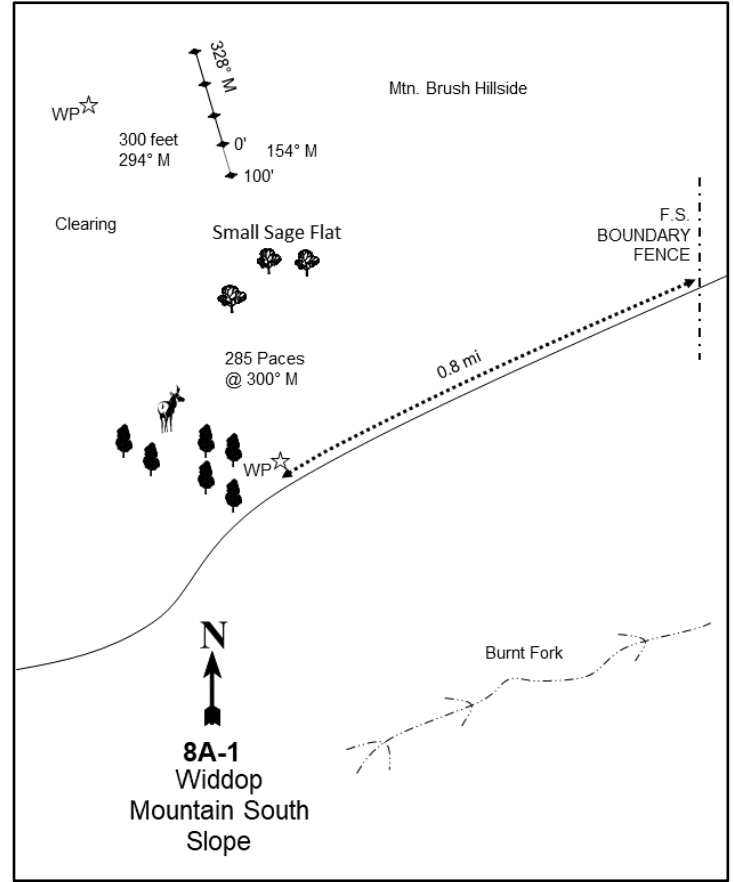 328° M
Mtn. Brush Hillside
WP
300 feet
294° M
0'
154° M
100'
Clearing
Small Sage Flat
F.S.
BOUNDARY
FENCE
285 Paces
@ 300° M
0.8 mi
WP
N
Burnt Fork
8A-1
Widdop
Mountain South
Slope